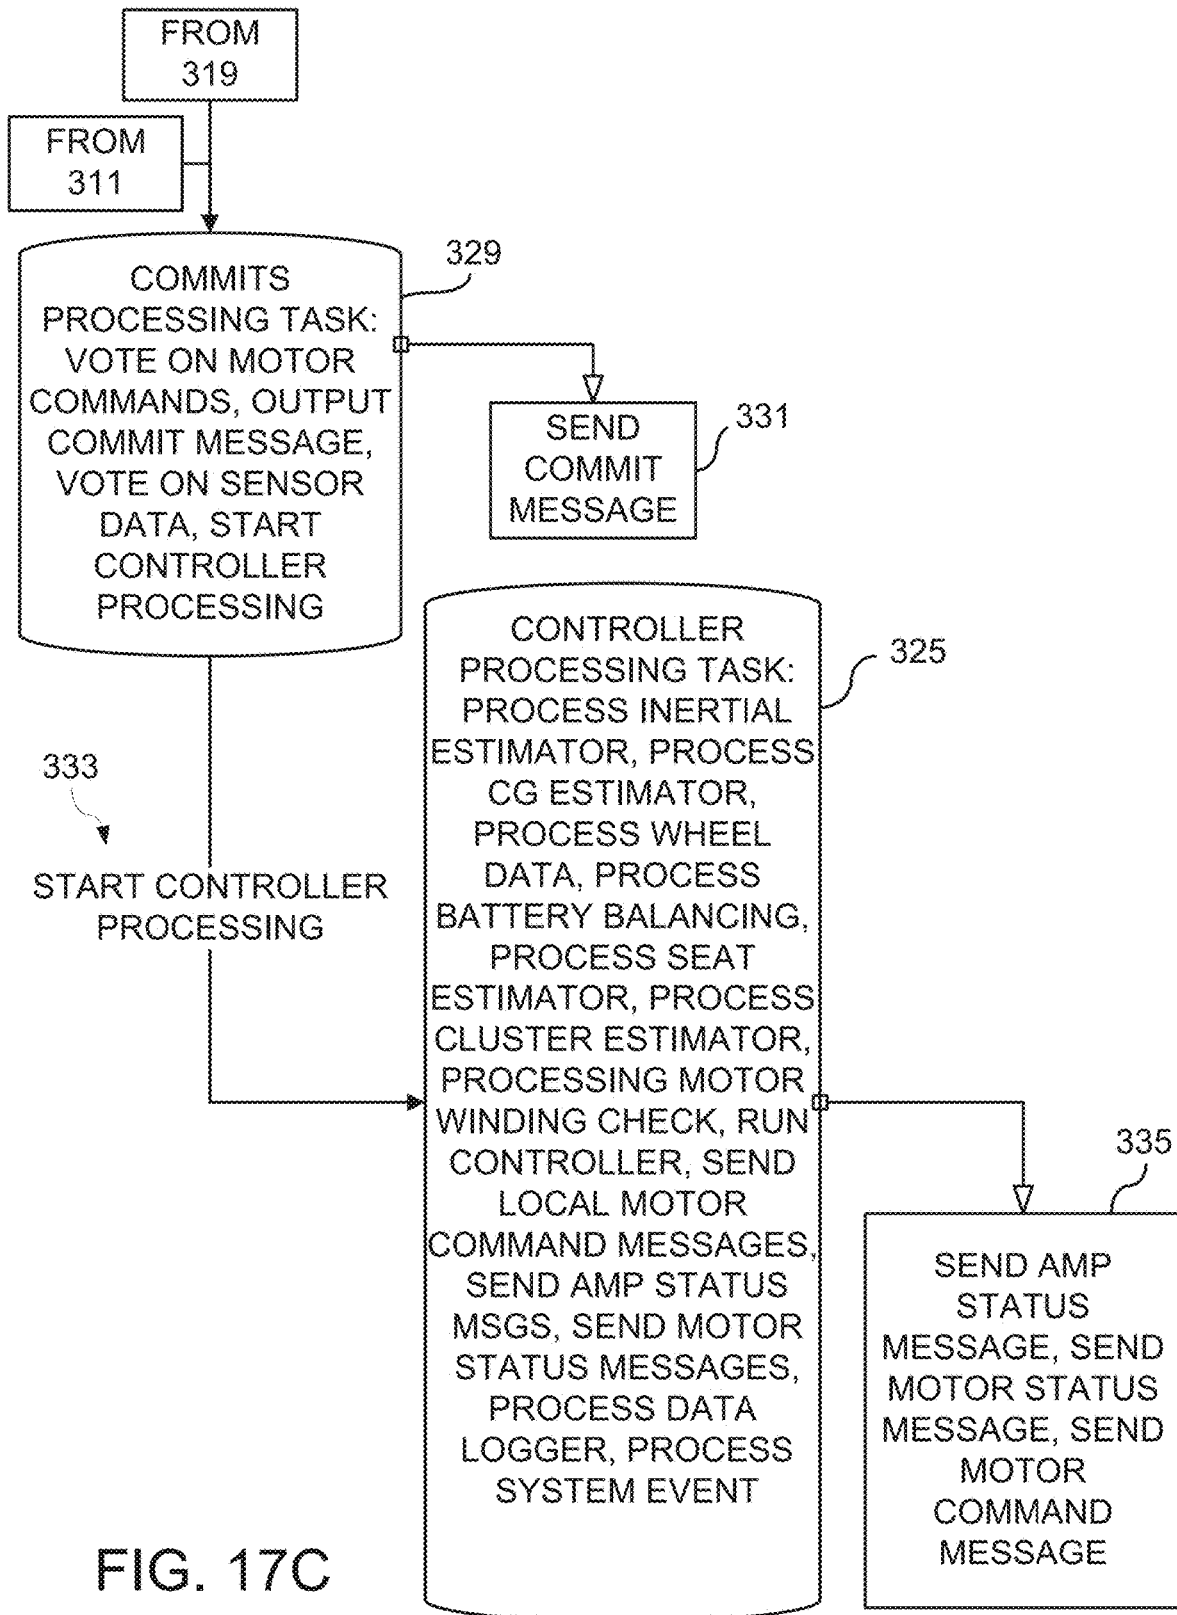 FROM
319
FROM
311
COMMITS
PROCESSING TASK:
VOTE ON MOTOR
COMMANDS, OUTPUT
COMMIT MESSAGE,
VOTE ON SENSOR
DATA, START
CONTROLLER
PROCESSING
329
SEND
COMMIT
MESSAGE
331
333
START CONTROLLER
PROCESSING
CONTROLLER
PROCESSING TASK:
PROCESS INERTIAL
ESTIMATOR, PROCESS
CG ESTIMATOR,
PROCESS WHEEL
DATA, PROCESS
BATTERY BALANCING,
PROCESS SEAT
ESTIMATOR, PROCESS
CLUSTER ESTIMATOR,
PROCESSING MOTOR
WINDING CHECK, RUN
CONTROLLER, SEND
LOCAL MOTOR
COMMAND MESSAGES,
SEND AMP STATUS
MSGS, SEND MOTOR
STATUS MESSAGES,
PROCESS DATA
LOGGER, PROCESS
SYSTEM EVENT
325
335
SEND AMP
STATUS
MESSAGE, SEND
MOTOR STATUS
MESSAGE, SEND
MOTOR
COMMAND
MESSAGE
FIG. 17C